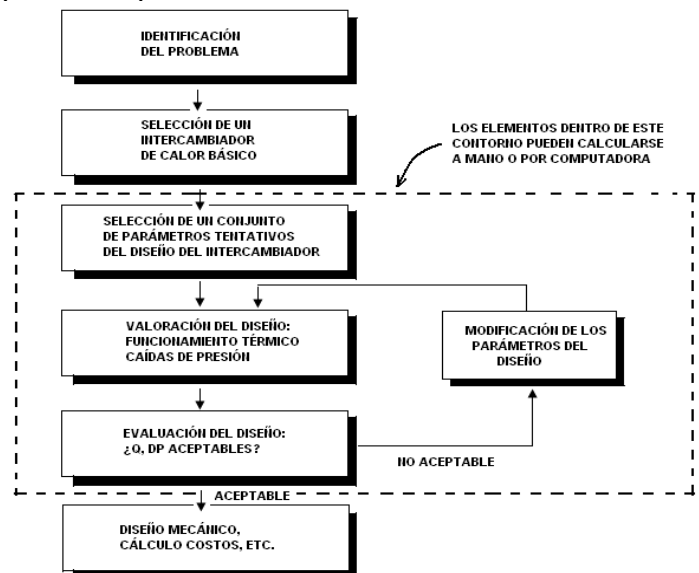 IDENTIFICACIÓN
DEL PROBLEMA
SELECCIÓN DE UN
INTERCAMBIADOR
DE CALOR BÁSICO
LOS ELEMENTOS DENTRO DE ESTE
CONTORNO PUEDEN CALCULARSE
A MANO O POR COMPUTADORA
SELECCIÓN DE UN CONJUNTO
DE PARÁMETROS TENTATIVOS
DEL DISEÑO DEL INTERCAMBIADOR
VALORACIÓN DEL DISEÑO:
FUNCIONAMIENTO TÉRMICO
CAÍDAS DE PRESIÓN
MODIFICACIÓN DE LOS
PARÁMETROS DEL
DISEÑO
EVALUACIÓN DEL DISEÑO:
¿Q, DP ACEPTABLES?
NO ACEPTABLE
ACEPTABLE
DISEÑO MECÁNICO,
CÁLCULO COSTOS, ETC.